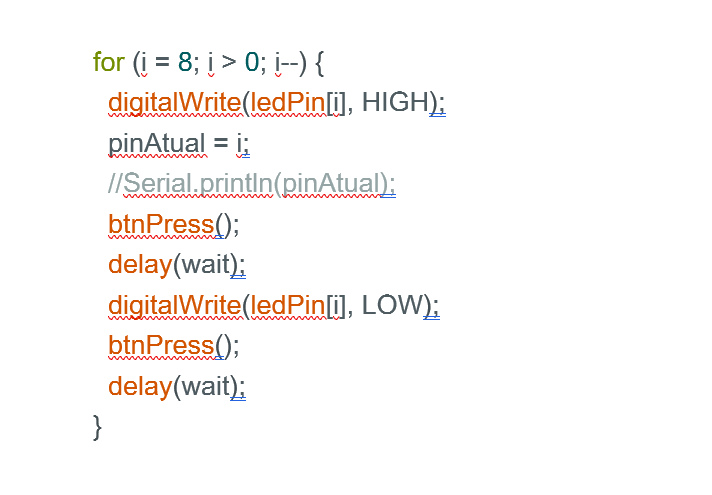 for (i = 8; i > 0; i--) {
digitalWrite(ledPin[i], HIGH);
pinAtual = i;
//Serial.println(pinAtual);
btnPress();
delay(wait);
digitalWrite(ledPin[i], LOW);
btnPress();
delay(wait);
}